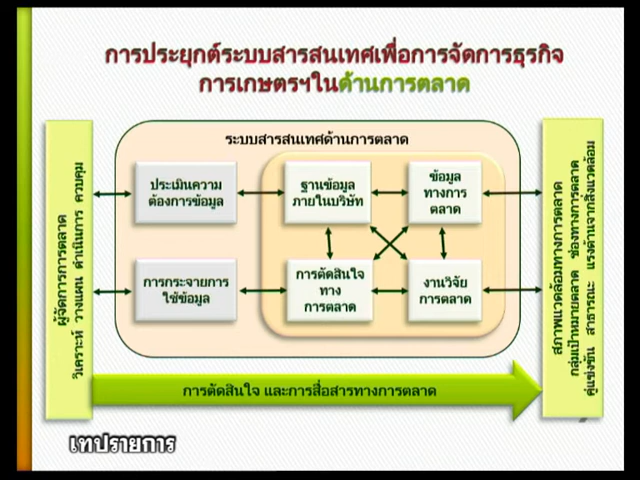 การประยุกต์ระบบสารสนเทศเพื่อการจัดการธุรกิจ
การเกษตรฯในด้านการตลาด
ระบบสารสนเทศด้านการตลาด
ผู้จัดการการตลาด
วิเคราะห์ วางแผน ดำเนินการ ควบคุม
ประเมินความ
ต้องการข้อมูล
ฐานข้อมูล
ภายในบริษัท
ข้อมูล
ทางการ
ตลาด
การกระจายการ
ใช้ข้อมูล
การตัดสินใจ
ทาง
การตลาด
งานวิจัย
การตลาด
สภาพแวดล้อมทางการตลาด
กลุ่มเป้าหมายตลาด ช่องทางการตลาด
คู่แข่งขัน สาธารณะ แรงด้านจากสิ่งแวดล้อม
การตัดสินใจ และการสื่อสารทางการตลาด
เทปรายการ